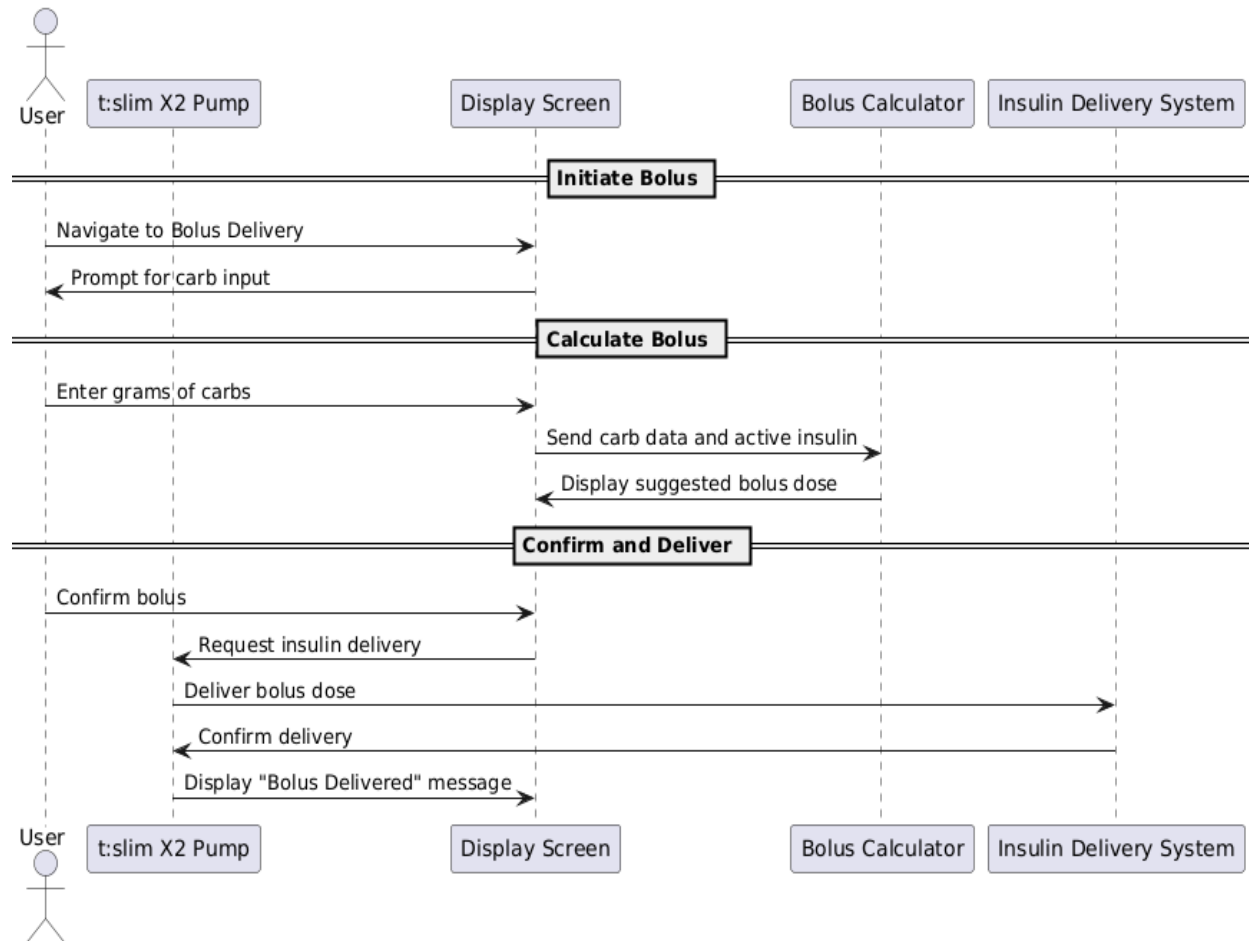 User
t:slim X2 Pump
Display Screen
Bolus Calculator
Insulin Delivery System
Initiate Bolus
Navigate to Bolus Delivery
Prompt for carb input
Calculate Bolus
Enter grams of carbs
Send carb data and active insulin
Display suggested bolus dose
Confirm and Deliver
Confirm bolus
Request insulin delivery
Deliver bolus dose
Confirm delivery
Display "Bolus Delivered" message
User
t:slim X2 Pump
Display Screen
Bolus Calculator
Insulin Delivery System